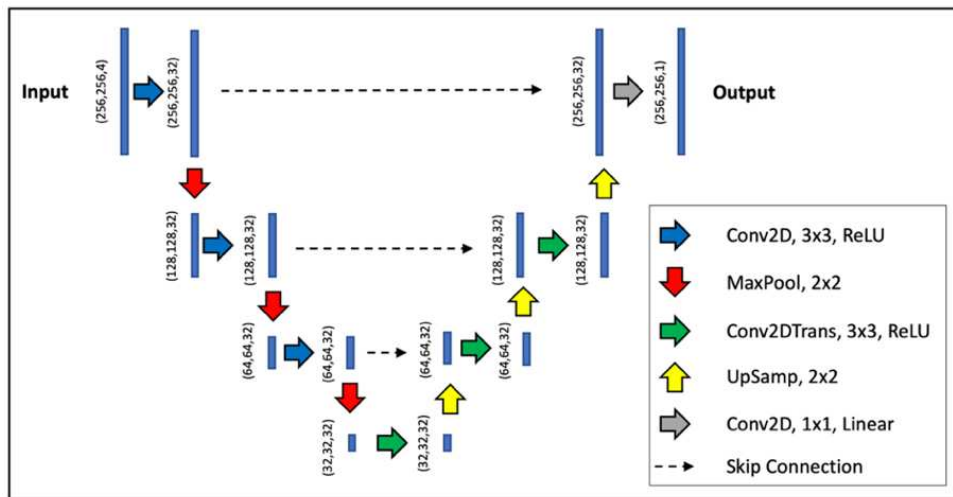 Input
(256,256,4)
(256,256,32)
(256,256,32)
(256,256,1)
Output
(128,128,32)
(128,128,32)
(128,128,32)
(128,128,32)
(64,64,32)
(64,64,32)
(64,64,32)
(64,64,32)
(32,32,32)
(32,32,32)
Conv2D, 3x3, ReLU
MaxPool, 2x2
Conv2DTrans, 3x3, ReLU
UpSamp, 2x2
Conv2D, 1x1, Linear
Skip Connection